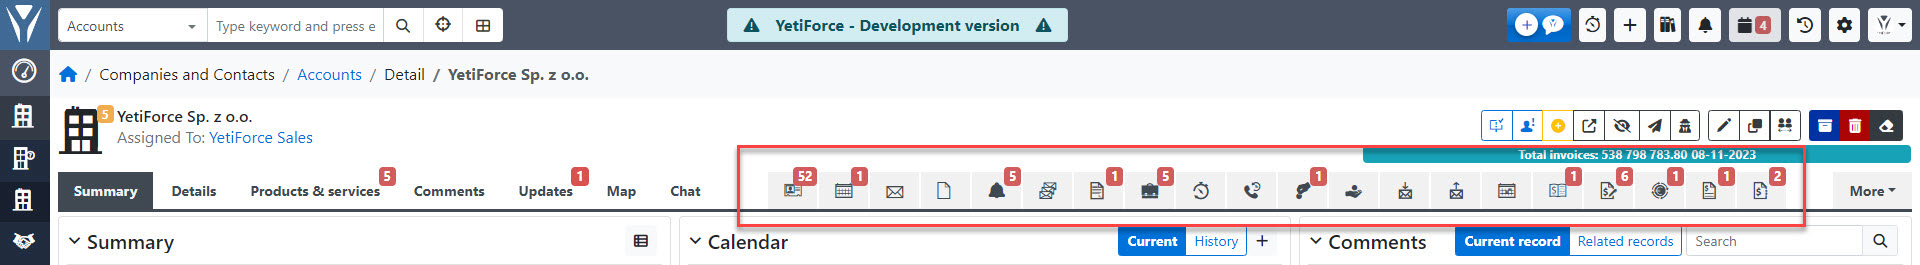 Accounts
Type keyword and press e
YetiForce - Development version
4
/ Companies and Contacts / Accounts / Detail / YetiForce Sp. z o.o.
5
YetiForce Sp. z o.o.
Assigned To: YetiForce Sales
Total invoices: 538 798 783.80 08-11-2023
Summary
Details
Products & services 5
Comments
Updates 1
Map
Chat
52
1
5
1
5
1
1
6
1
1
2
More
Summary
Calendar
Current
History
Comments
Current record
Related records
Search